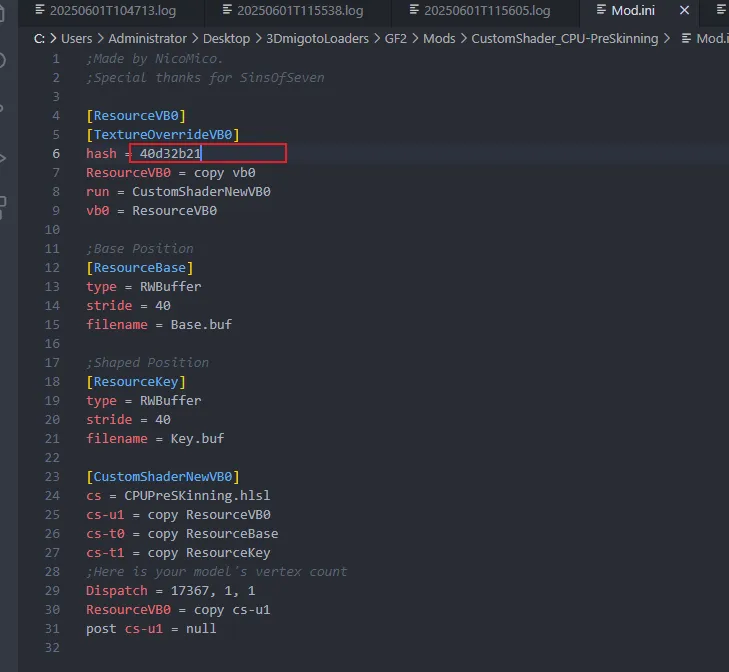 20250601T104713.log 20250601T115538.log 20250601T115605.log Mod.ini
C: > Users > Administrator > Desktop > 3DmigotoLoaders > GF2 > Mods > CustomShader_CPU-PreSkinning > Mod.i
1 ;Made by NicoMico.
2 ;Special thanks for SinsOfSeven
3
4 [ResourceVB0]
5 [TextureOverrideVB0]
6 hash = 40d32b21
7 ResourceVB0 = copy vb0
8 run = CustomShaderNewVB0
9 vb0 = ResourceVB0
10
11 ;Base Position
12 [ResourceBase]
13 type = RWBuffer
14 stride = 40
15 filename = Base.buf
16
17 ;Shaped Position
18 [ResourceKey]
19 type = RWBuffer
20 stride = 40
21 filename = Key.buf
22
23 [CustomShaderNewVB0]
24 cs = CPUPreSKinning.hlsl
25 cs-u1 = copy ResourceVB0
26 cs-t0 = copy ResourceBase
27 cs-t1 = copy ResourceKey
28 ;Here is your model's vertex count
29 Dispatch = 17367, 1, 1
30 ResourceVB0 = copy cs-u1
31 post cs-u1 = null
32